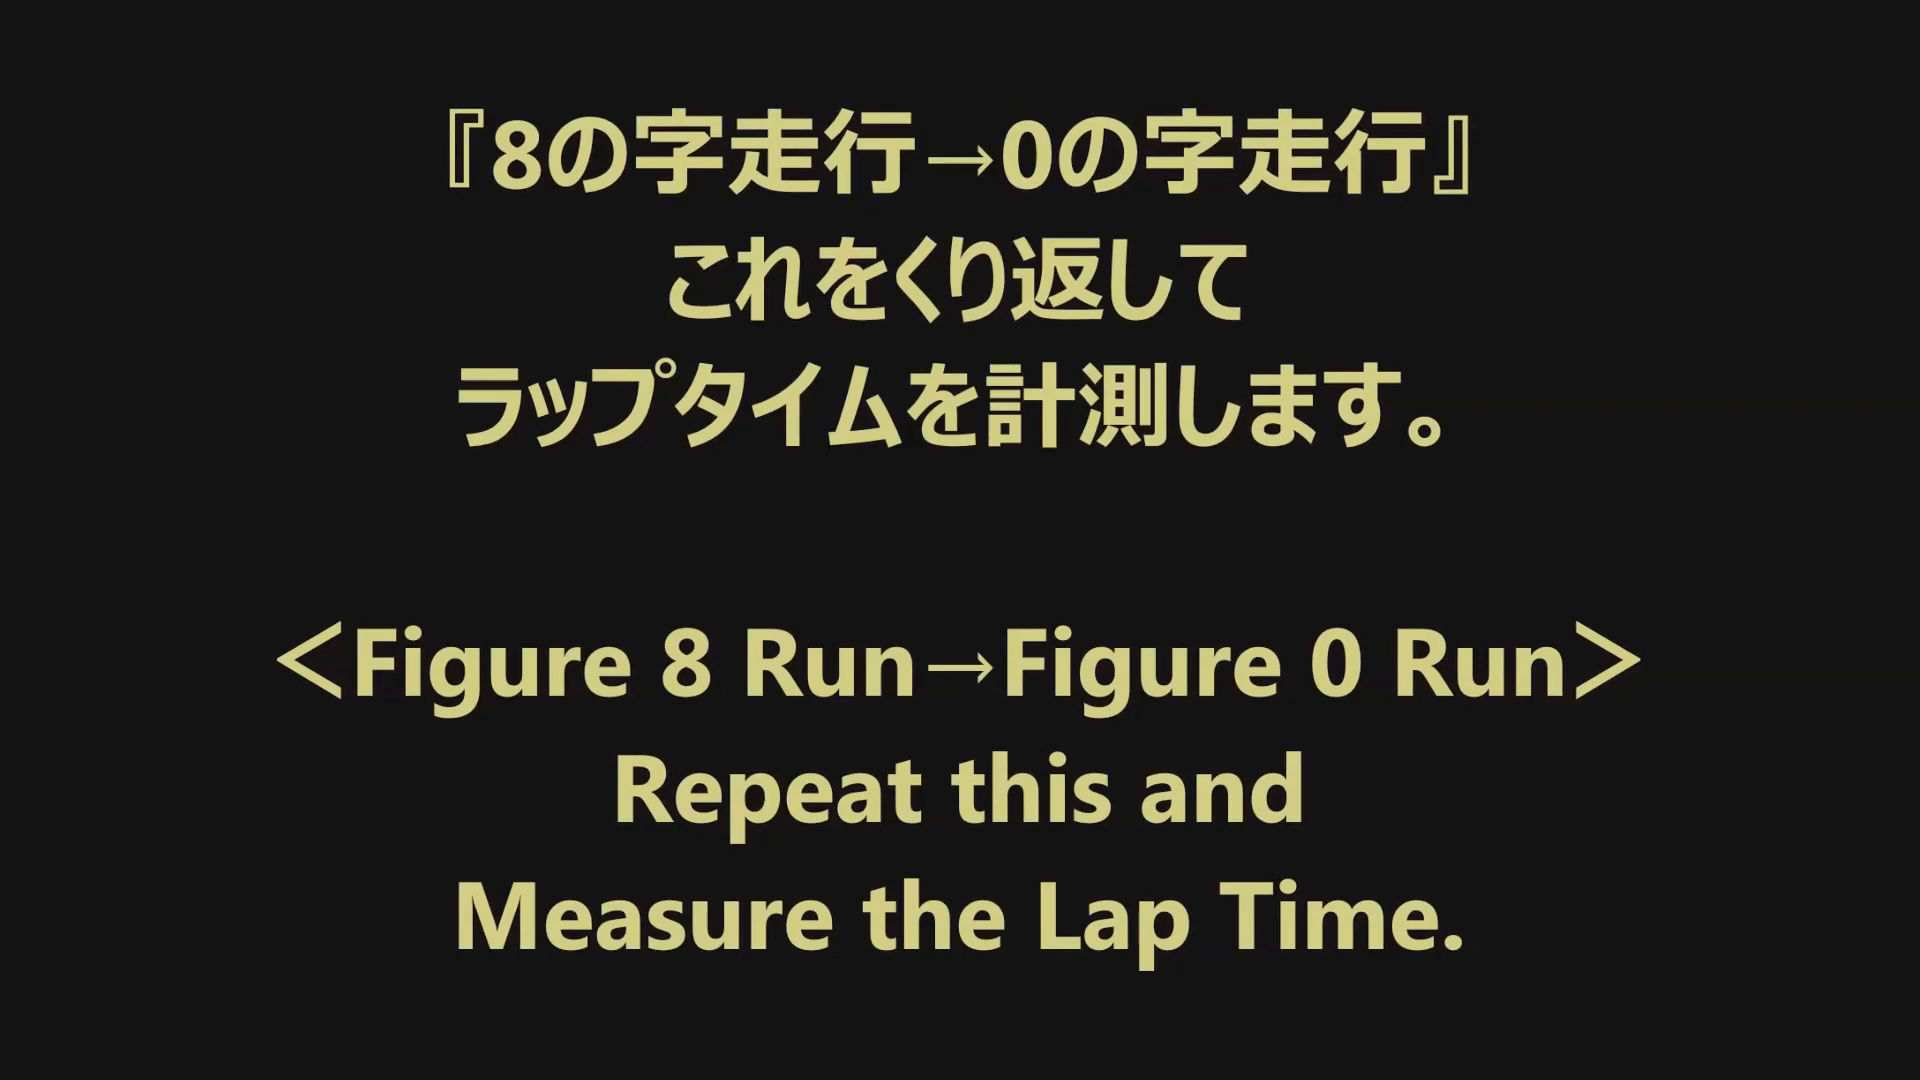 『8の字走行→0の字走行』
これをくり返して
ラップタイムを計測します。
＜Figure 8 Run→Figure 0 Run＞
Repeat this and
Measure the Lap Time.